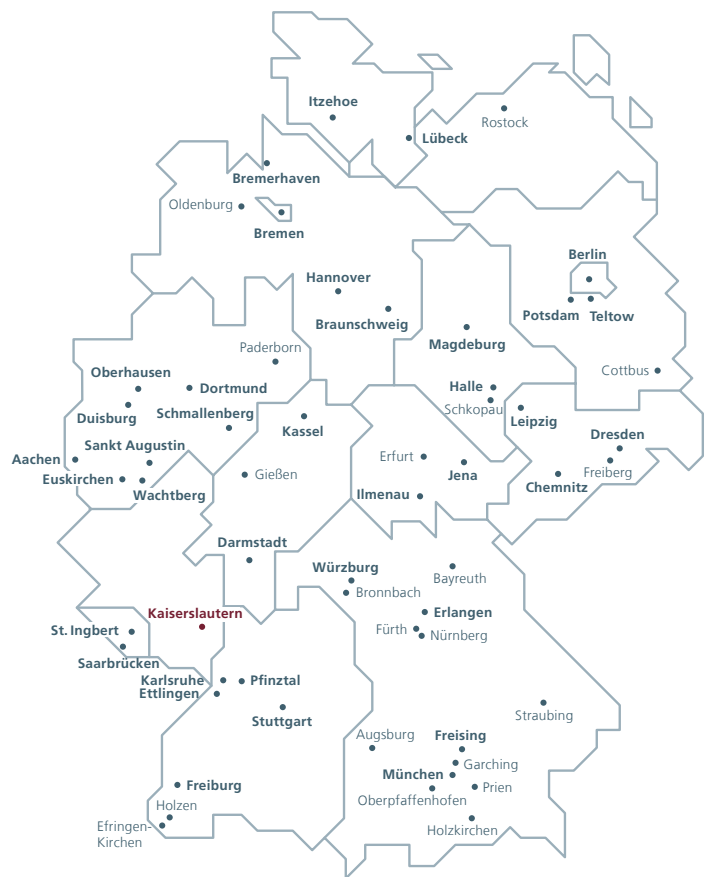 Itzehoe
Rostock
Lübeck
Bremerhaven
Oldenburg
Bremen
Berlin
Hannover
Potsdam
Teltow
Braunschweig
Magdeburg
Paderborn
Cottbus
Oberhausen
Dortmund
Halle
Schkopau
Duisburg
Schmallenberg
Leipzig
Kassel
Dresden
Sankt Augustin
Aachen
Erfurt
Freiberg
Jena
Gießen
Euskirchen
Chemnitz
Wachtberg
Ilmenau
Darmstadt
Würzburg
Bayreuth
Bronnbach
Kaiserslautern
Erlangen
St. Ingbert
Fürth
Nürnberg
Saarbrücken
Karlsruhe
Pfinztal
Ettlingen
Stuttgart
Straubing
Augsburg
Freising
Garching
München
Freiburg
Prien
Oberpfaffenhofen
Holzen
Efringen-
Kirchen
Holzkirchen